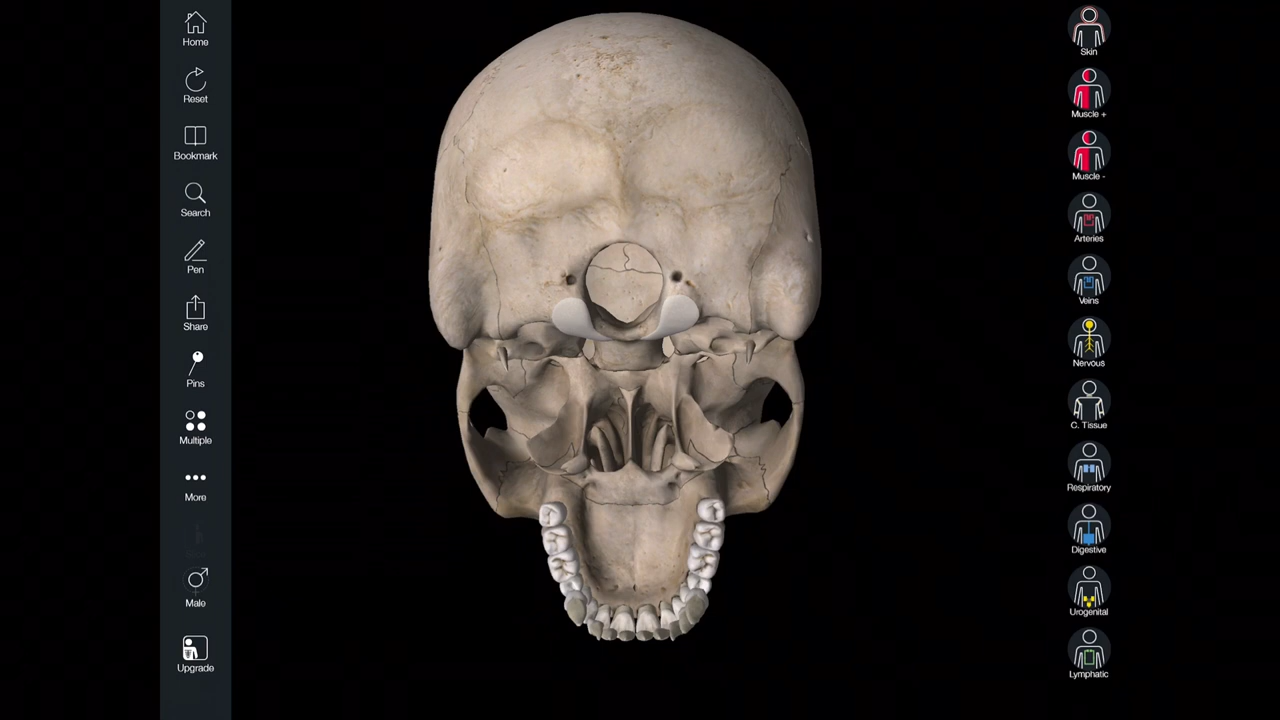 Home
Reset
Bookmark
Search
Pen
Share
Pins
Multiple
More
Male
Upgrade
Skin
Muscle +
Muscle -
Arteries
Veins
Nervous
C. Tissue
Respiratory
Digestive
Urogenital
Lymphatic